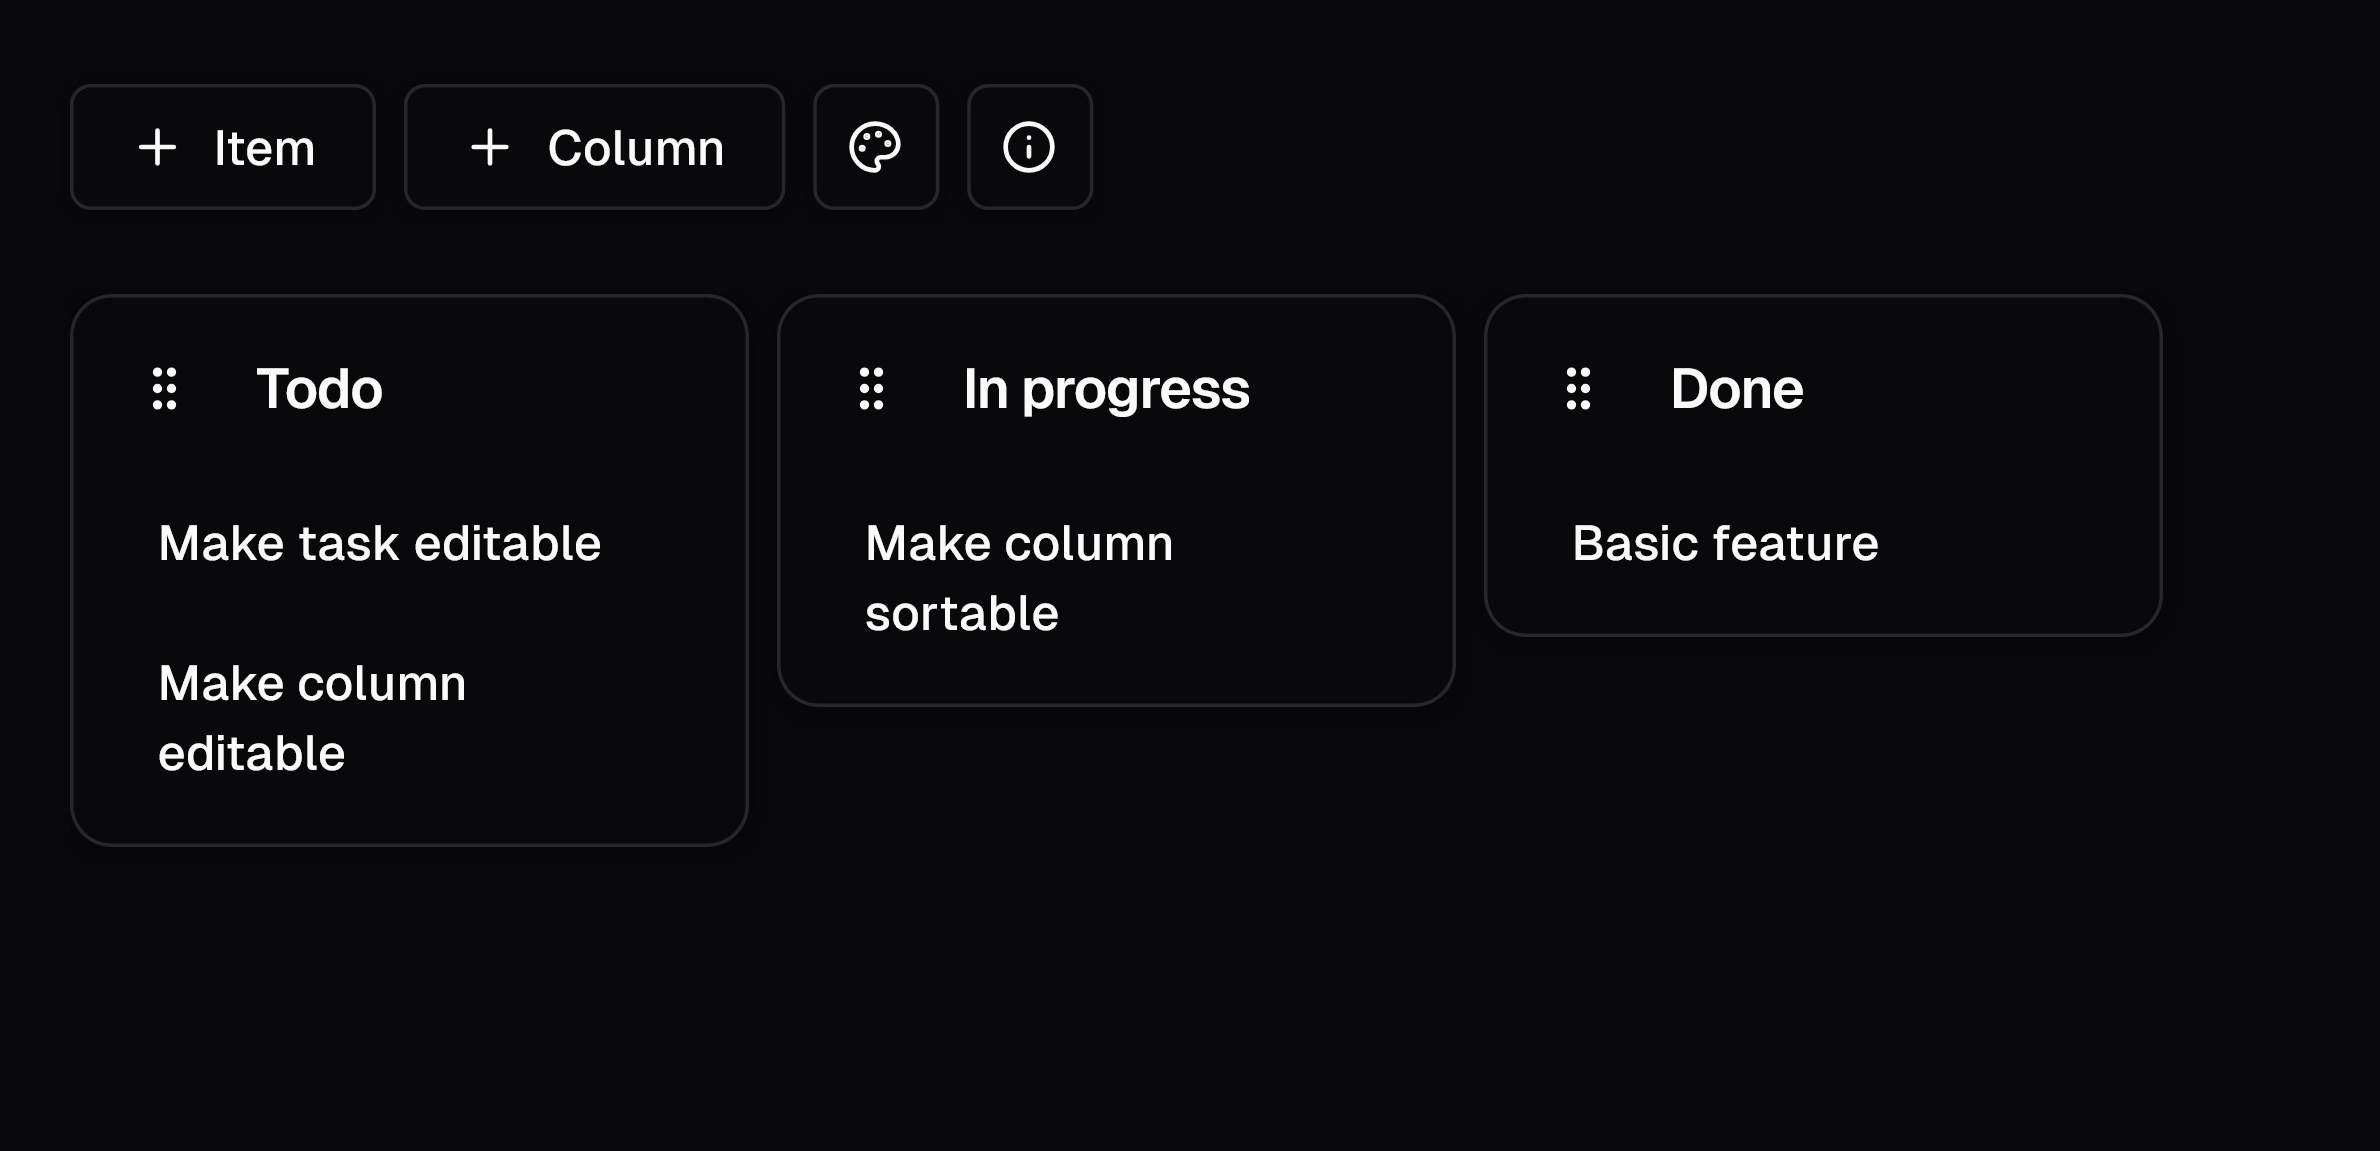 Item
Column
Todo
Make task editable
Make column
editable
In progress
Make column
sortable
Done
Basic feature